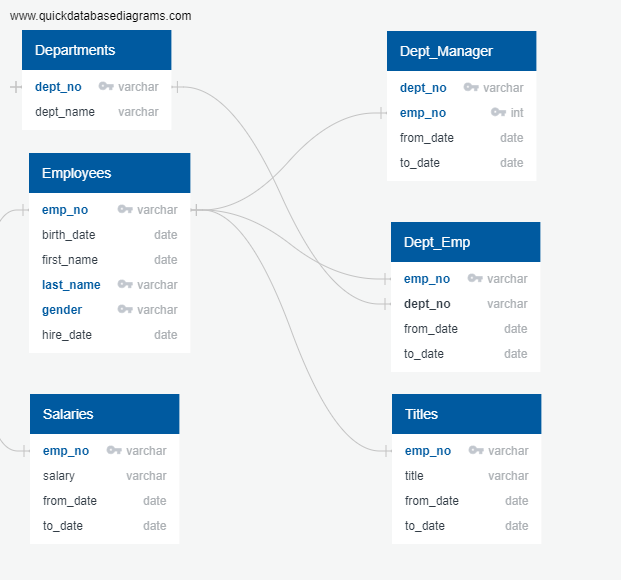 www.quickdatabasediagrams.com
Departments
dept_no varchar
dept_name varchar
Employees
emp_no varchar
birth_date date
first_name date
last_name varchar
gender varchar
hire_date date
Salaries
emp_no varchar
salary varchar
from_date date
to_date date
Dept_Manager
dept_no varchar
emp_no int
from_date date
to_date date
Dept_Emp
emp_no varchar
dept_no varchar
from_date date
to_date date
Titles
emp_no varchar
title varchar
from_date date
to_date date